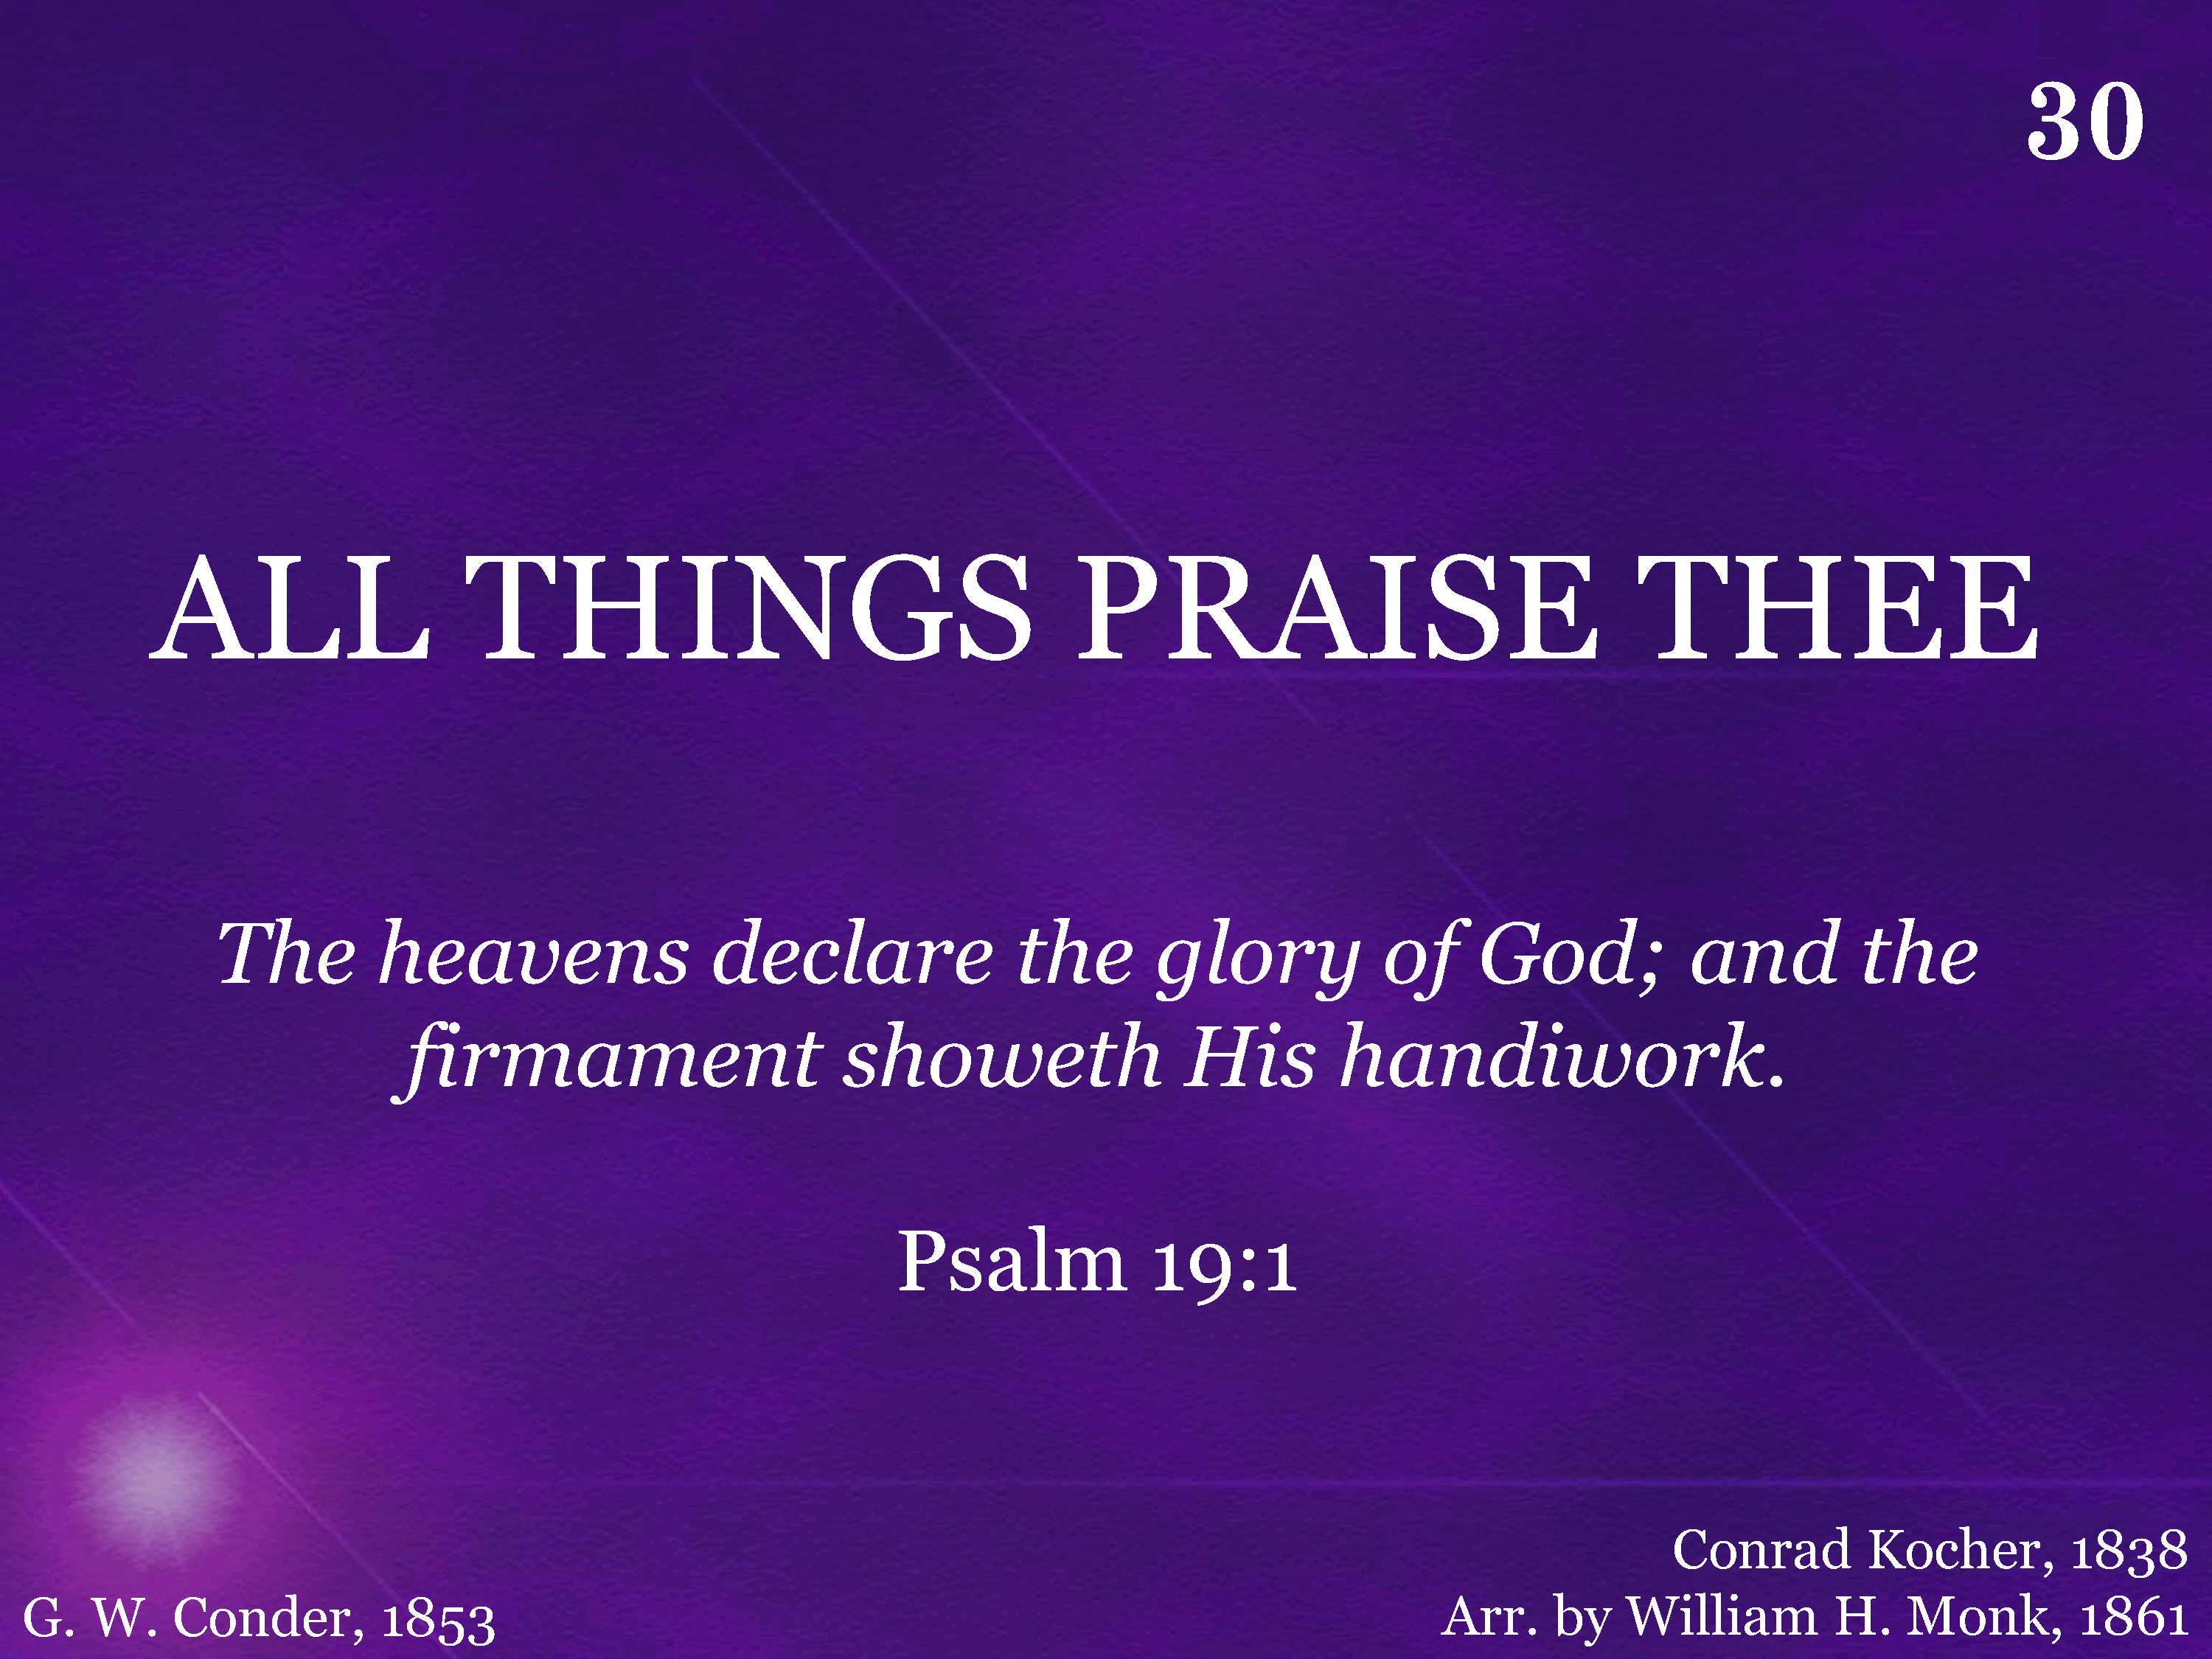 30
ALL THINGS PRAISE THEE
The heavens declare the glory of God; and the
firmament showeth His handiwork.
Psalm 19:1
Conrad Kocher, 1838
G. W. Conder, 1853
Arr. by William H. Monk, 1861